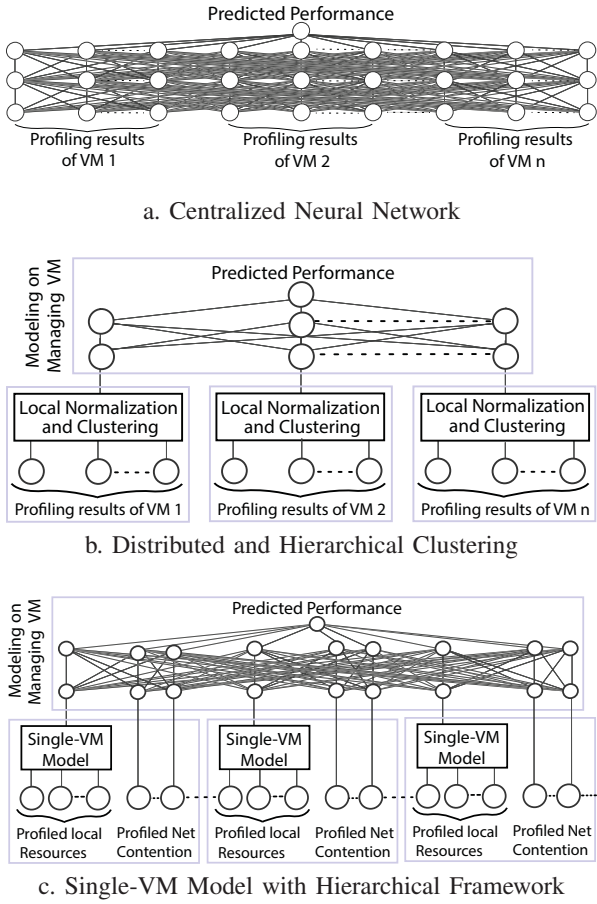 Predicted Performance
Profiling results
of VM 1
Profiling results
of VM 2
Profiling results
of VM n
a. Centralized Neural Network
Modeling on
Managing VM
Predicted Performance
Local Normalization
and Clustering
Local Normalization
and Clustering
Local Normalization
and Clustering
Profiling results of VM 1
Profiling results of VM 2
Profiling results of VM n
b. Distributed and Hierarchical Clustering
Modeling on
Managing VM
Predicted Performance
Single-VM
Model
Single-VM
Model
Single-VM
Model
Profiled local
Resources
Profiled Net
Contention
Profiled local
Resources
Profiled Net
Contention
Profiled local
Resources
Profiled Net
Contention
c. Single-VM Model with Hierarchical Framework